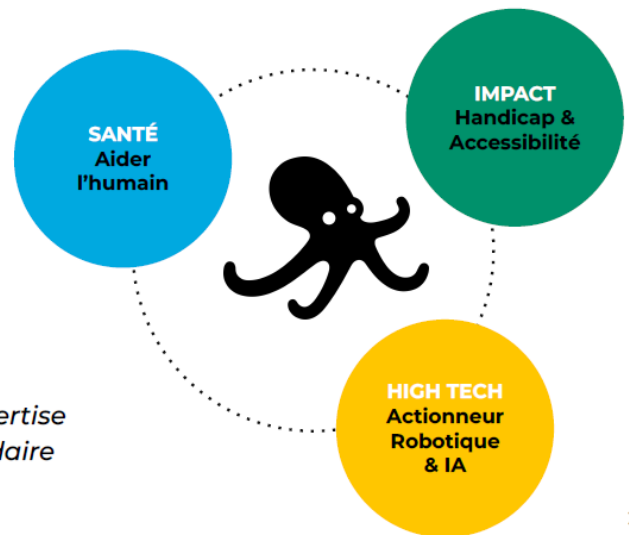 SANTÉ
Aider
l'humain
IMPACT
Handicap &
Accessibilité
HIGH TECH
Actionneur
Robotique
& IA